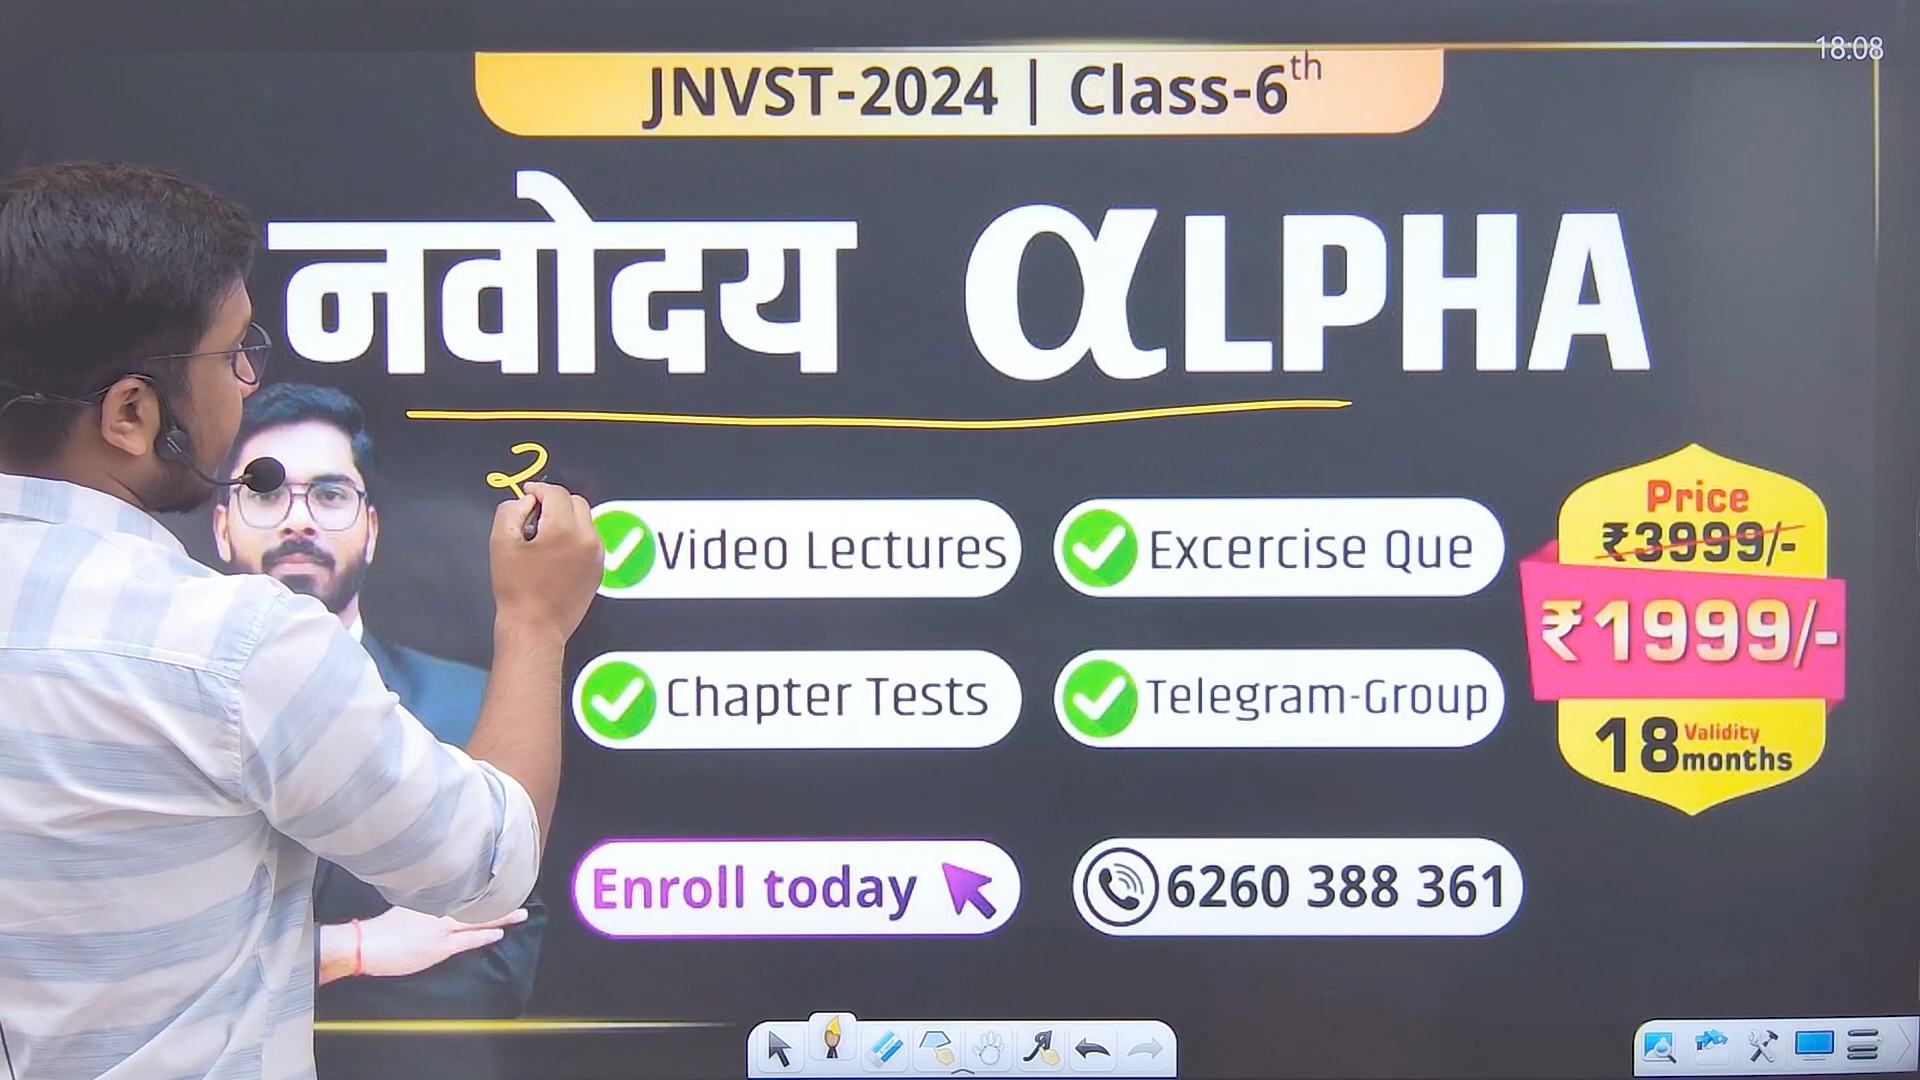 18:08
JNVST-2024 | Class-6th
नवोदय αLPHA
२
Video Lectures
Excercise Que
Chapter Tests
Telegram-Group
Price
₹3999/-
₹1999/-
18 Validity months
Enroll today
6260 388 361